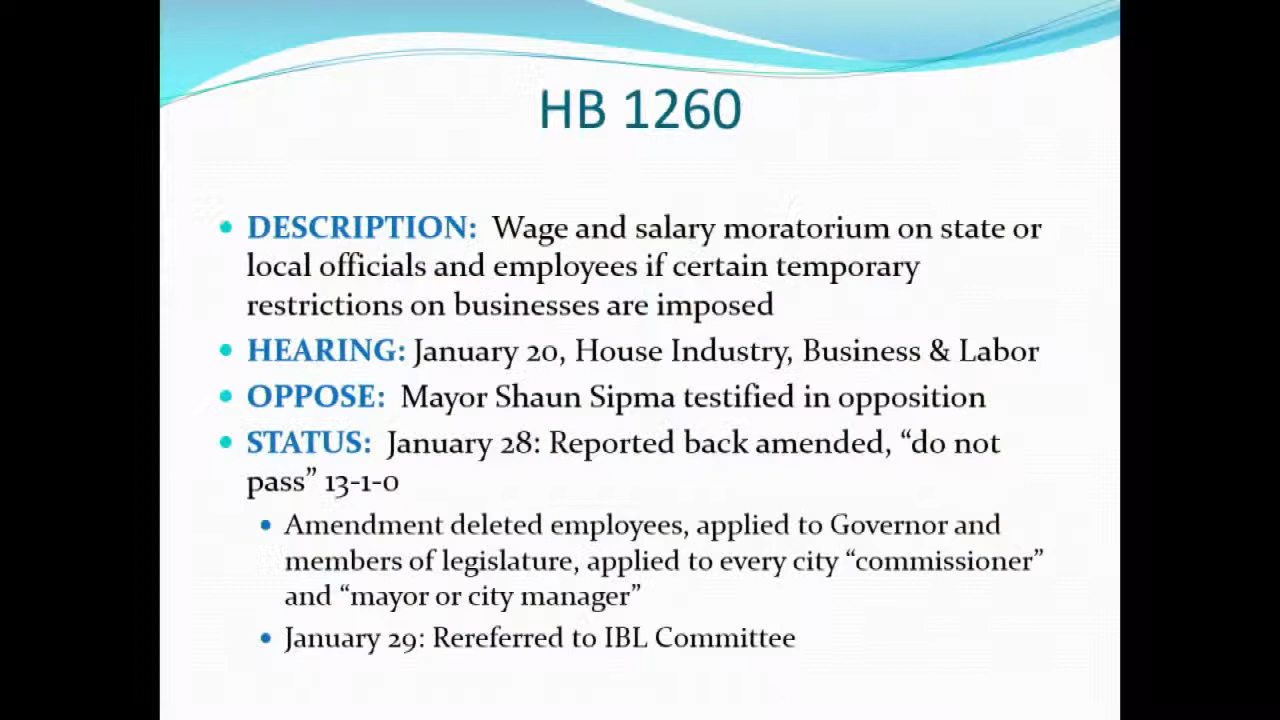 HB 1260
DESCRIPTION: Wage and salary moratorium on state or
local officials and employees if certain temporary
restrictions on businesses are imposed
HEARING: January 20, House Industry, Business & Labor
OPPOSE: Mayor Shaun Sipma testified in opposition
STATUS: January 28: Reported back amended, “do not
pass” 13-1-0
Amendment deleted employees, applied to Governor and
members of legislature, applied to every city “commissioner”
and “mayor or city manager”
January 29: Rereferred to IBL Committee